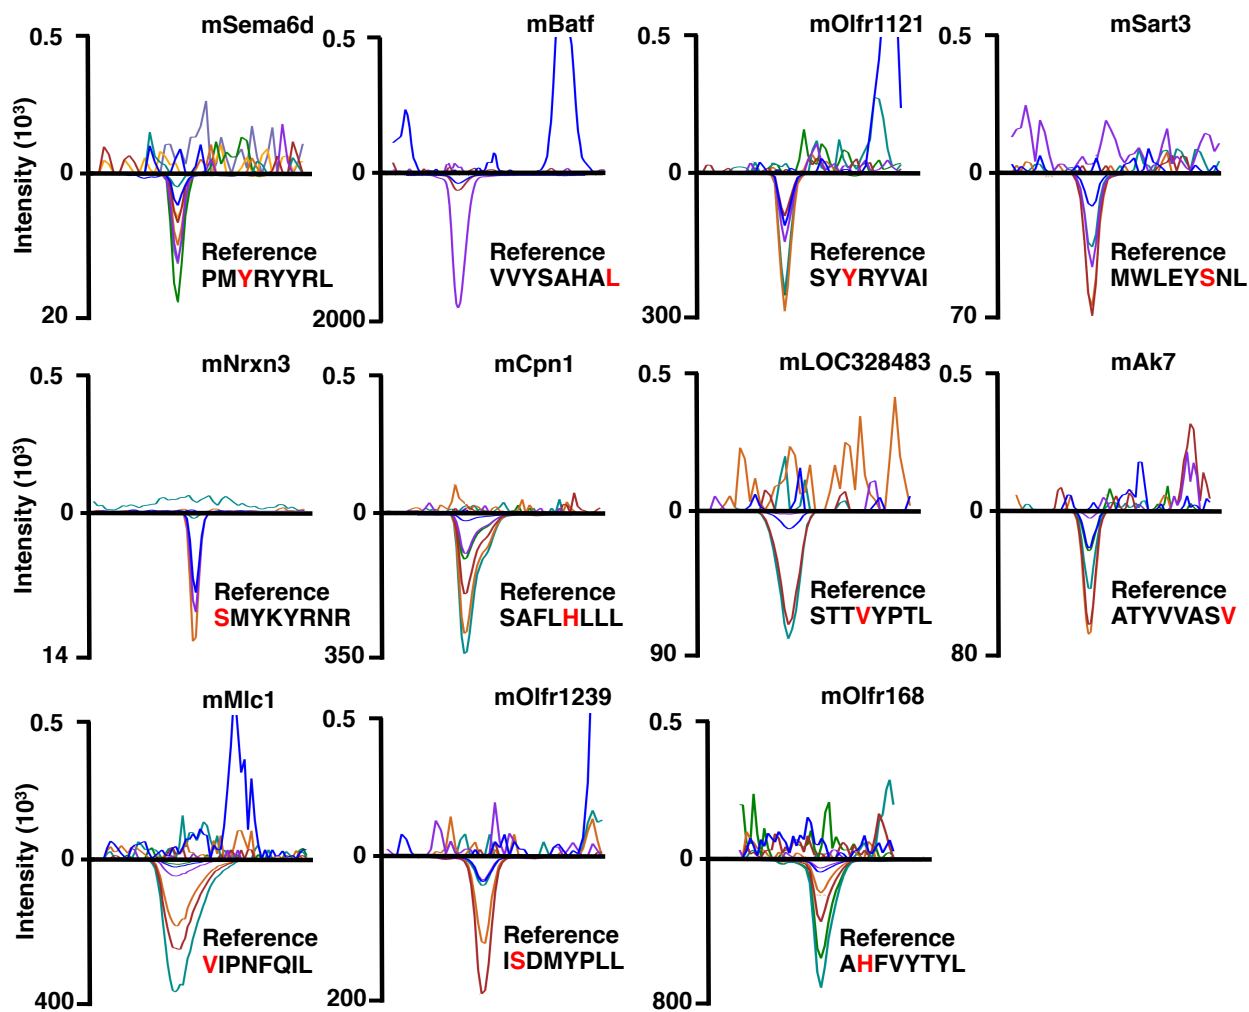 mSema6d
mBatf
mOlfr1121
mSart3
0.5
0.5
0.5
0.5
Intensity (10³)
0
0
0
0
Reference
PMYRYYRL
Reference
VVYSAHAL
Reference
SYYRYVAI
Reference
MWLEYSNL
20
2000
300
70
mNrxn3
mCpn1
mLOC328483
mAk7
0.5
0.5
0.5
0.5
0
0
0
0
Reference
SMYKYRNR
Reference
SAFLHLLL
Reference
STTVYPTL
Reference
ATYVVASV
14
350
90
80
mMlc1
mOlfr1239
mOlfr168
0.5
0.5
0.5
Intensity (10³)
0
0
0
Reference
VIPNFQIL
Reference
ISDMYPLL
Reference
AHFVYTYL
400
200
800